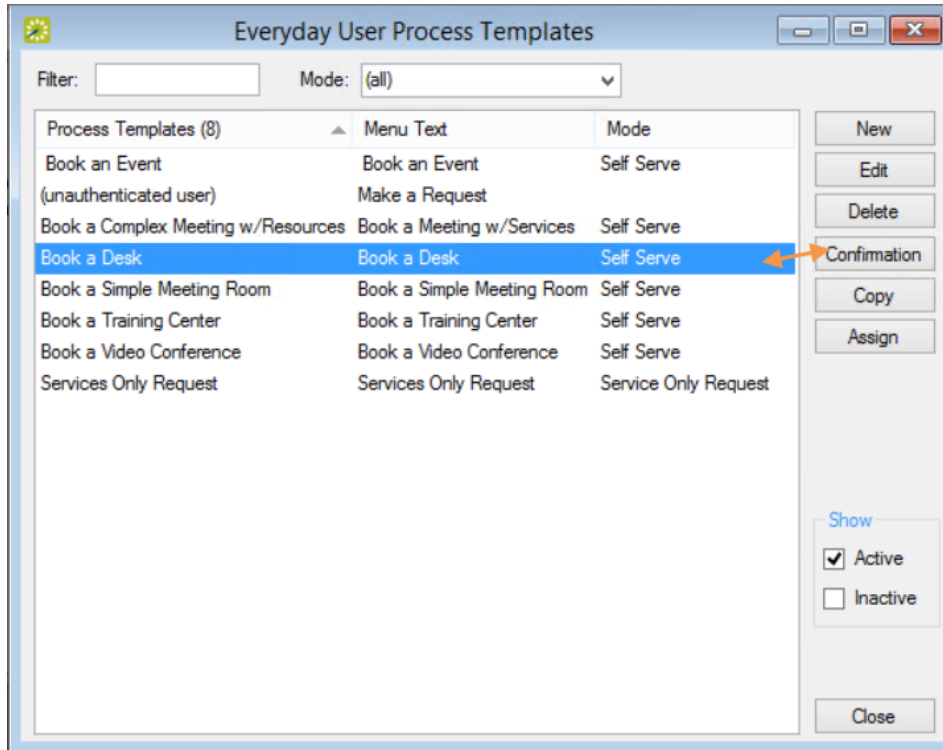 Everyday User Process Templates
Filter: Mode: (all)
Process Templates (8) Menu Text Mode
Book an Event Book an Event Self Serve
(unauthenticated user) Make a Request
Book a Complex Meeting w/Resources Book a Meeting w/Services Self Serve
Book a Desk Book a Desk Self Serve
Book a Simple Meeting Room Book a Simple Meeting Room Self Serve
Book a Training Center Book a Training Center Self Serve
Book a Video Conference Book a Video Conference Self Serve
Services Only Request Services Only Request Service Only Request
New
Edit
Delete
Confirmation
Copy
Assign
Show
Active
Inactive
Close